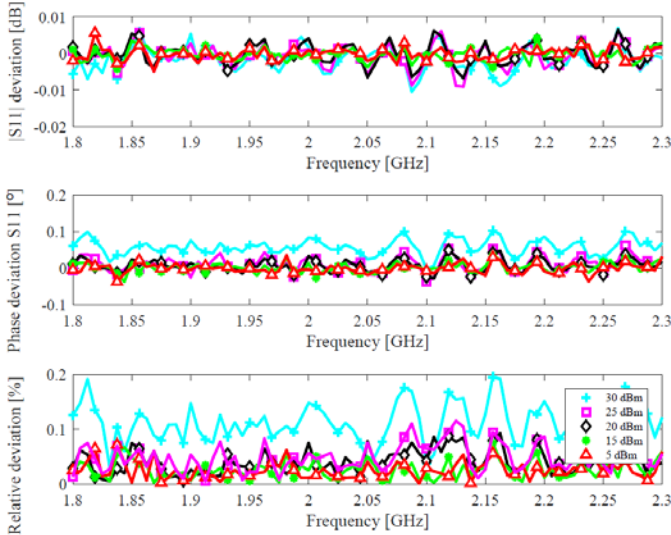 |S11| deviation [dB]
0.01
0
-0.01
-0.02
1.8 1.85 1.9 1.95 2 2.05 2.1 2.15 2.2 2.25 2.3
Frequency [GHz]
Phase deviation S11 [º]
0.2
0.1
0.0
-0.1
1.8 1.85 1.9 1.95 2 2.05 2.1 2.15 2.2 2.25 2.3
Frequency [GHz]
Relative deviation [%]
0.2
0.1
0
30 dBm
25 dBm
20 dBm
15 dBm
5 dBm
1.8 1.85 1.9 1.95 2 2.05 2.1 2.15 2.2 2.25 2.3
Frequency [GHz]